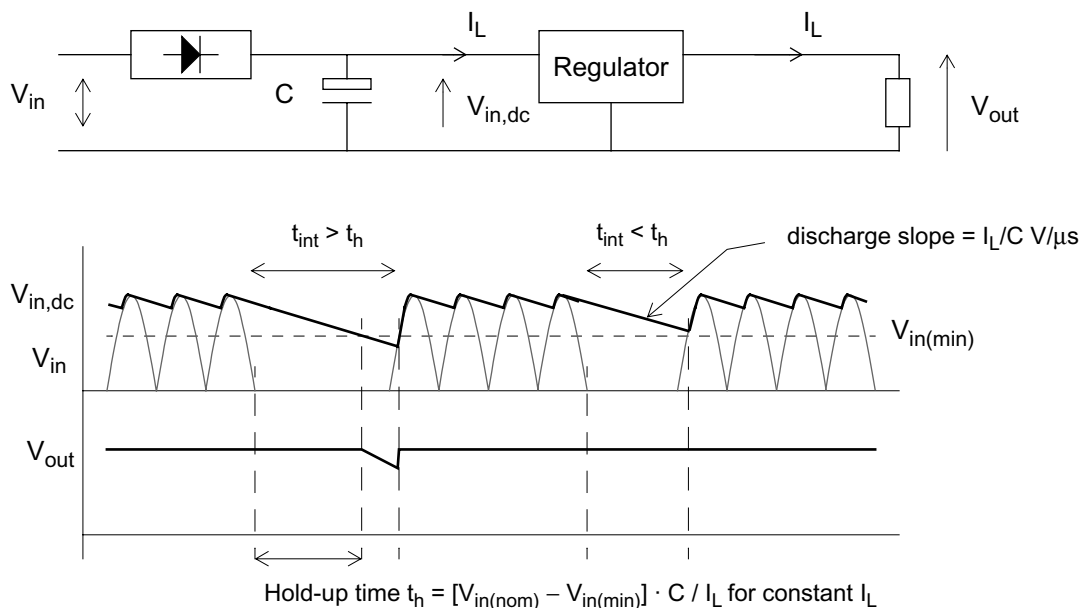 I_L
I_L
Regulator
V_in
C
V_in,dc
V_out
t_int > t_h
t_int < t_h
discharge slope = I_L/C V/μs
V_in,dc
V_in(min)
V_in
V_out
Hold-up time t_h = [V_in(nom) – V_in(min)] · C / I_L for constant I_L